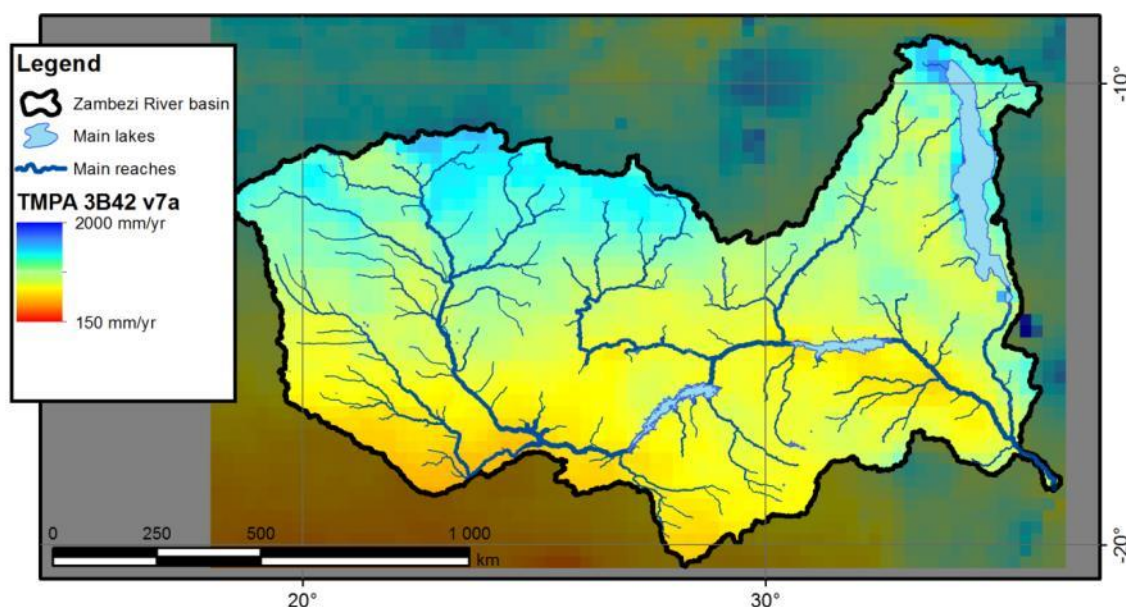 Legend
Zambezi River basin
Main lakes
Main reaches
TMPA 3B42 v7a
2000 mm/yr
150 mm/yr
-10°
0 250 500 1 000
km
-20°
20° 30°